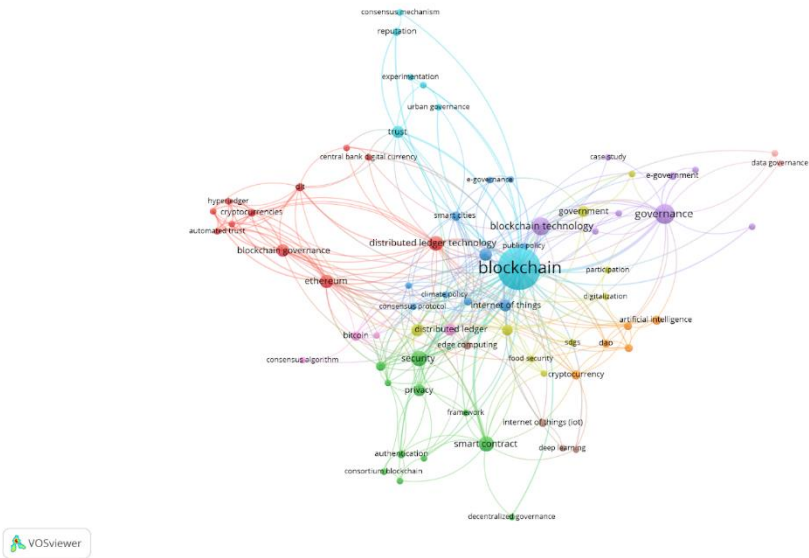 consensus mechanism
reputation
experimentation
urban governance
trust
central bank digital currency
case study
data governance
e-governance
e-government
hyperledger
cryptocurrencies
smart cities
government
governance
automated trust
blockchain technology
distributed ledger technology
public policy
blockchain governance
blockchain
participation
ethereum
climate policy
digitalization
consensus protocol
internet of things
artificial intelligence
bitcoin
distributed ledger
edge computing
sdgs
dao
consensus algorithm
security
food security
cryptocurrency
privacy
framework
internet of things (iot)
smart contract
deep learning
authentication
consortium blockchain
decentralized governance
VOSviewer